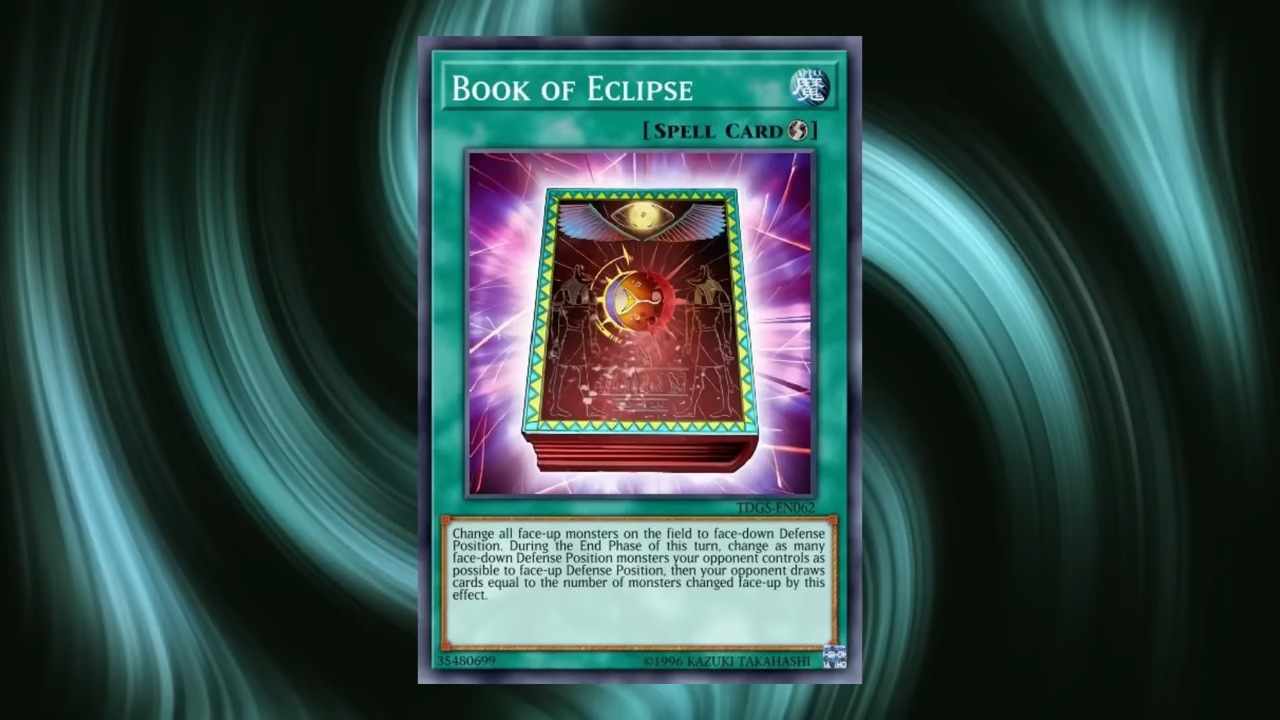 Book of Eclipse
[Spell Card]
TDGS-EN062
Change all face-up monsters on the field to face-down Defense
Position. During the End Phase of this turn, change as many
face-down Defense Position monsters your opponent controls as
possible to face-up Defense Position, then your opponent draws
cards equal to the number of monsters changed face-up by this
effect.
35480699
©1996 KAZUKI TAKAHASHI